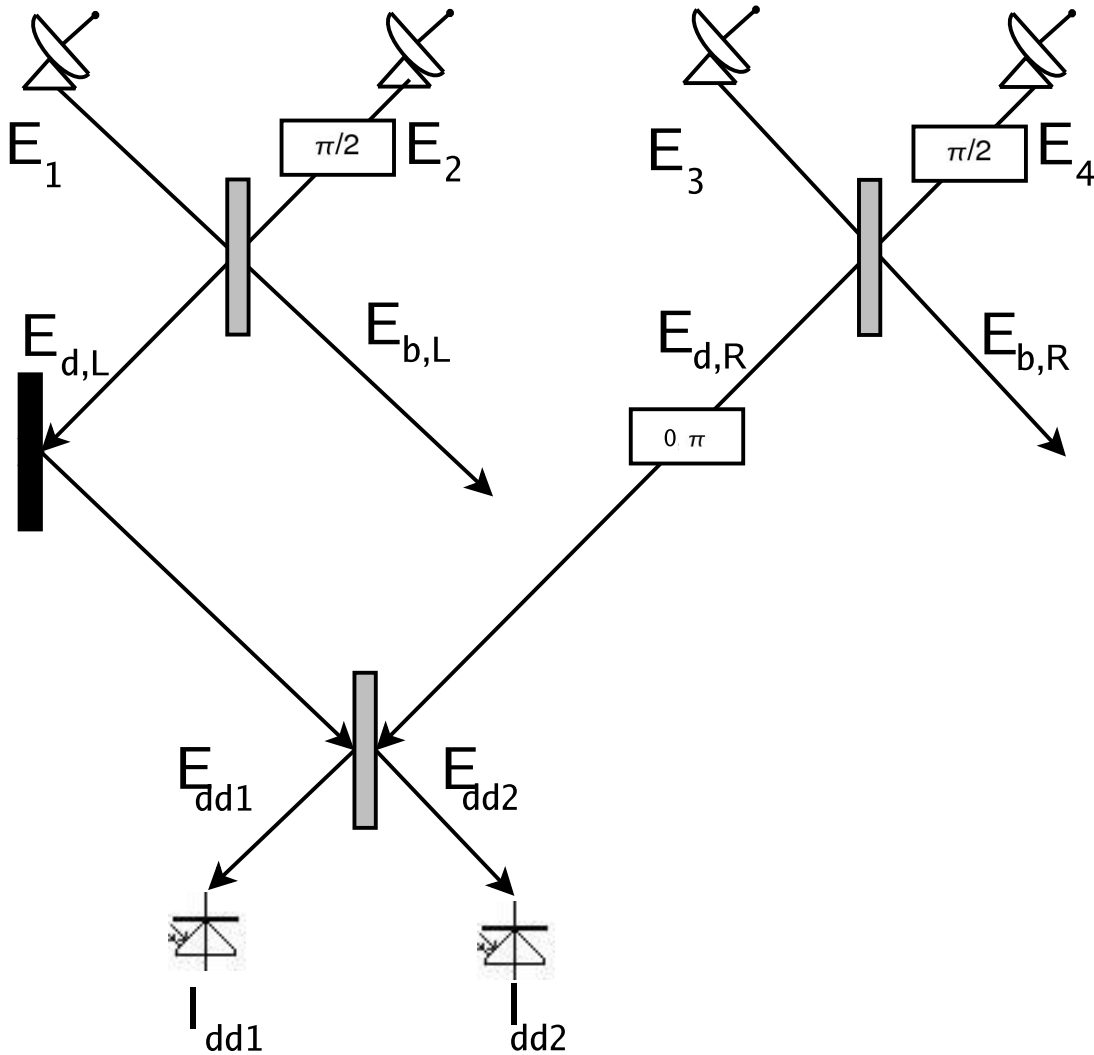 π/2
π/2
E1
E2
E3
E4
Ed,L
Eb,L
Ed,R
Eb,R
0 π
Edd1
Edd2
Idd1
Idd2